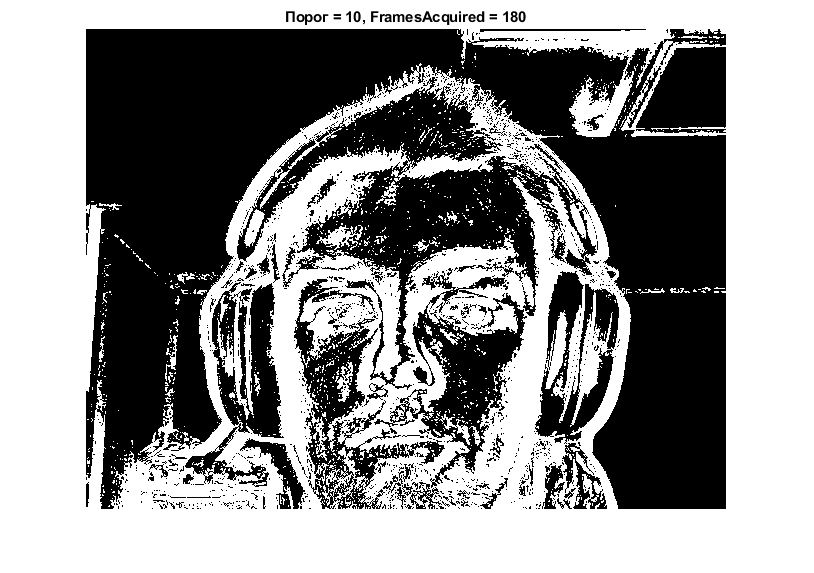 Порог = 10, FramesAcquired = 180